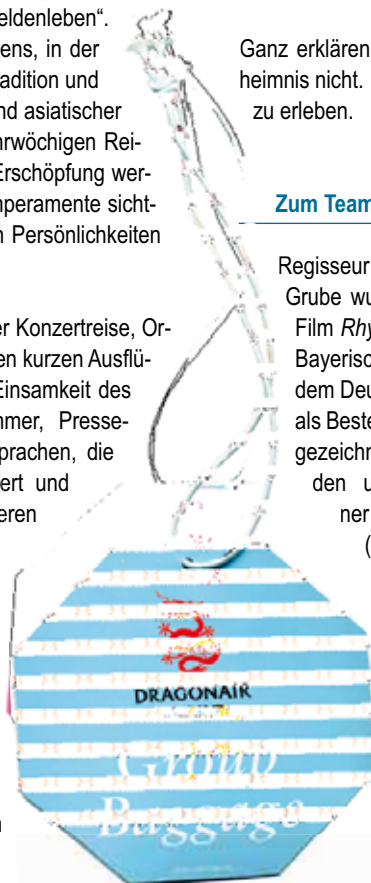 eldenleben“.
ens, in der
adition und
nd asiatischer
hrwöchigen Rei-
Erschöpfung wer-
nperamente sicht-
n Persönlichkeiten
er Konzertreise, Or-
en kurzen Ausflü-
Einsamkeit des
mmer, Presse-
prachen, die
ert und
eren
n
Ganz erklären
heimnis nicht.
zu erleben.
Zum Team
Regisseur
Grube wu
Film Rhy
Bayerisc
dem Deu
als Beste
gezeichn
den u
ner
(
DRAGONAIR
Group
Baggage